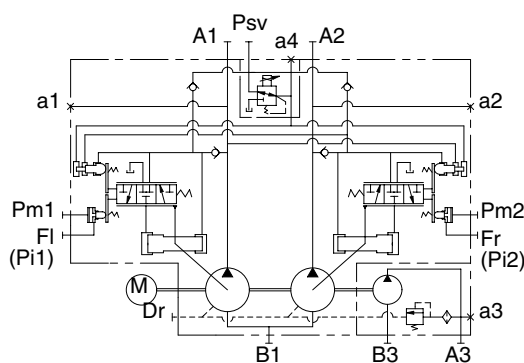 A1 Psv a4 A2
a1 a2
Pm1 Pm2
Fl Fr
(Pi1) (Pi2)
M
Dr a3
B1 B3 A3